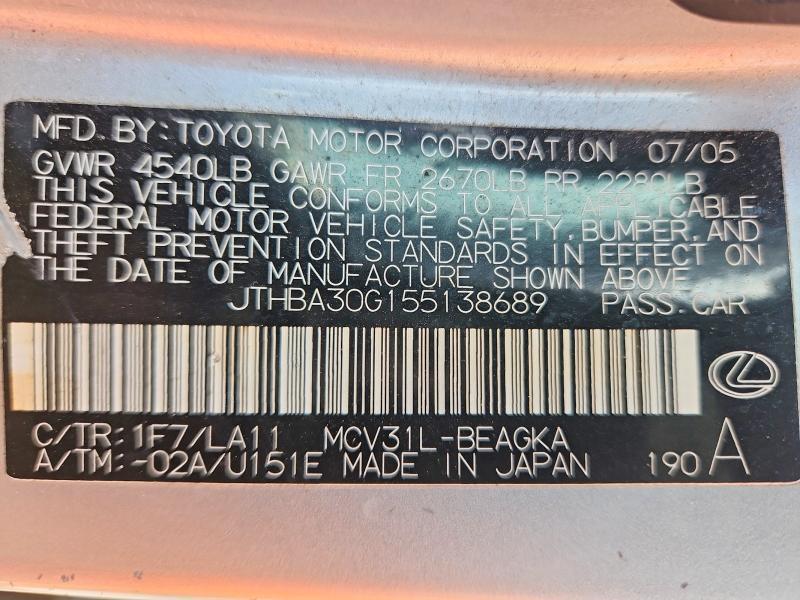 MFD. BY: TOYOTA MOTOR CORPORATION 07/05
GVWR 4540LB GAWR FR 2670LB RR 2280LB
THIS VEHICLE CONFORMS TO ALL APPLICABLE
FEDERAL MOTOR VEHICLE SAFETY, BUMPER, AND
THEFT PREVENTION STANDARDS IN EFFECT ON
THE DATE OF MANUFACTURE SHOWN ABOVE.
JTHBA30G155138689 PASS.CAR
C/TR: 1F7/LA11 MCV31L-BEAGKA
A/TM: -02A/U151E MADE IN JAPAN 190 A